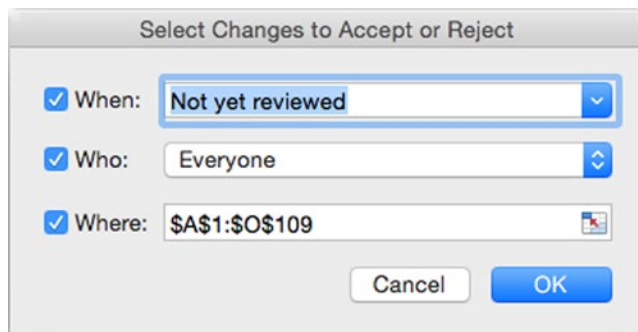 Select Changes to Accept or Reject
When: Not yet reviewed
Who: Everyone
Where: $A$1:$O$109
Cancel OK